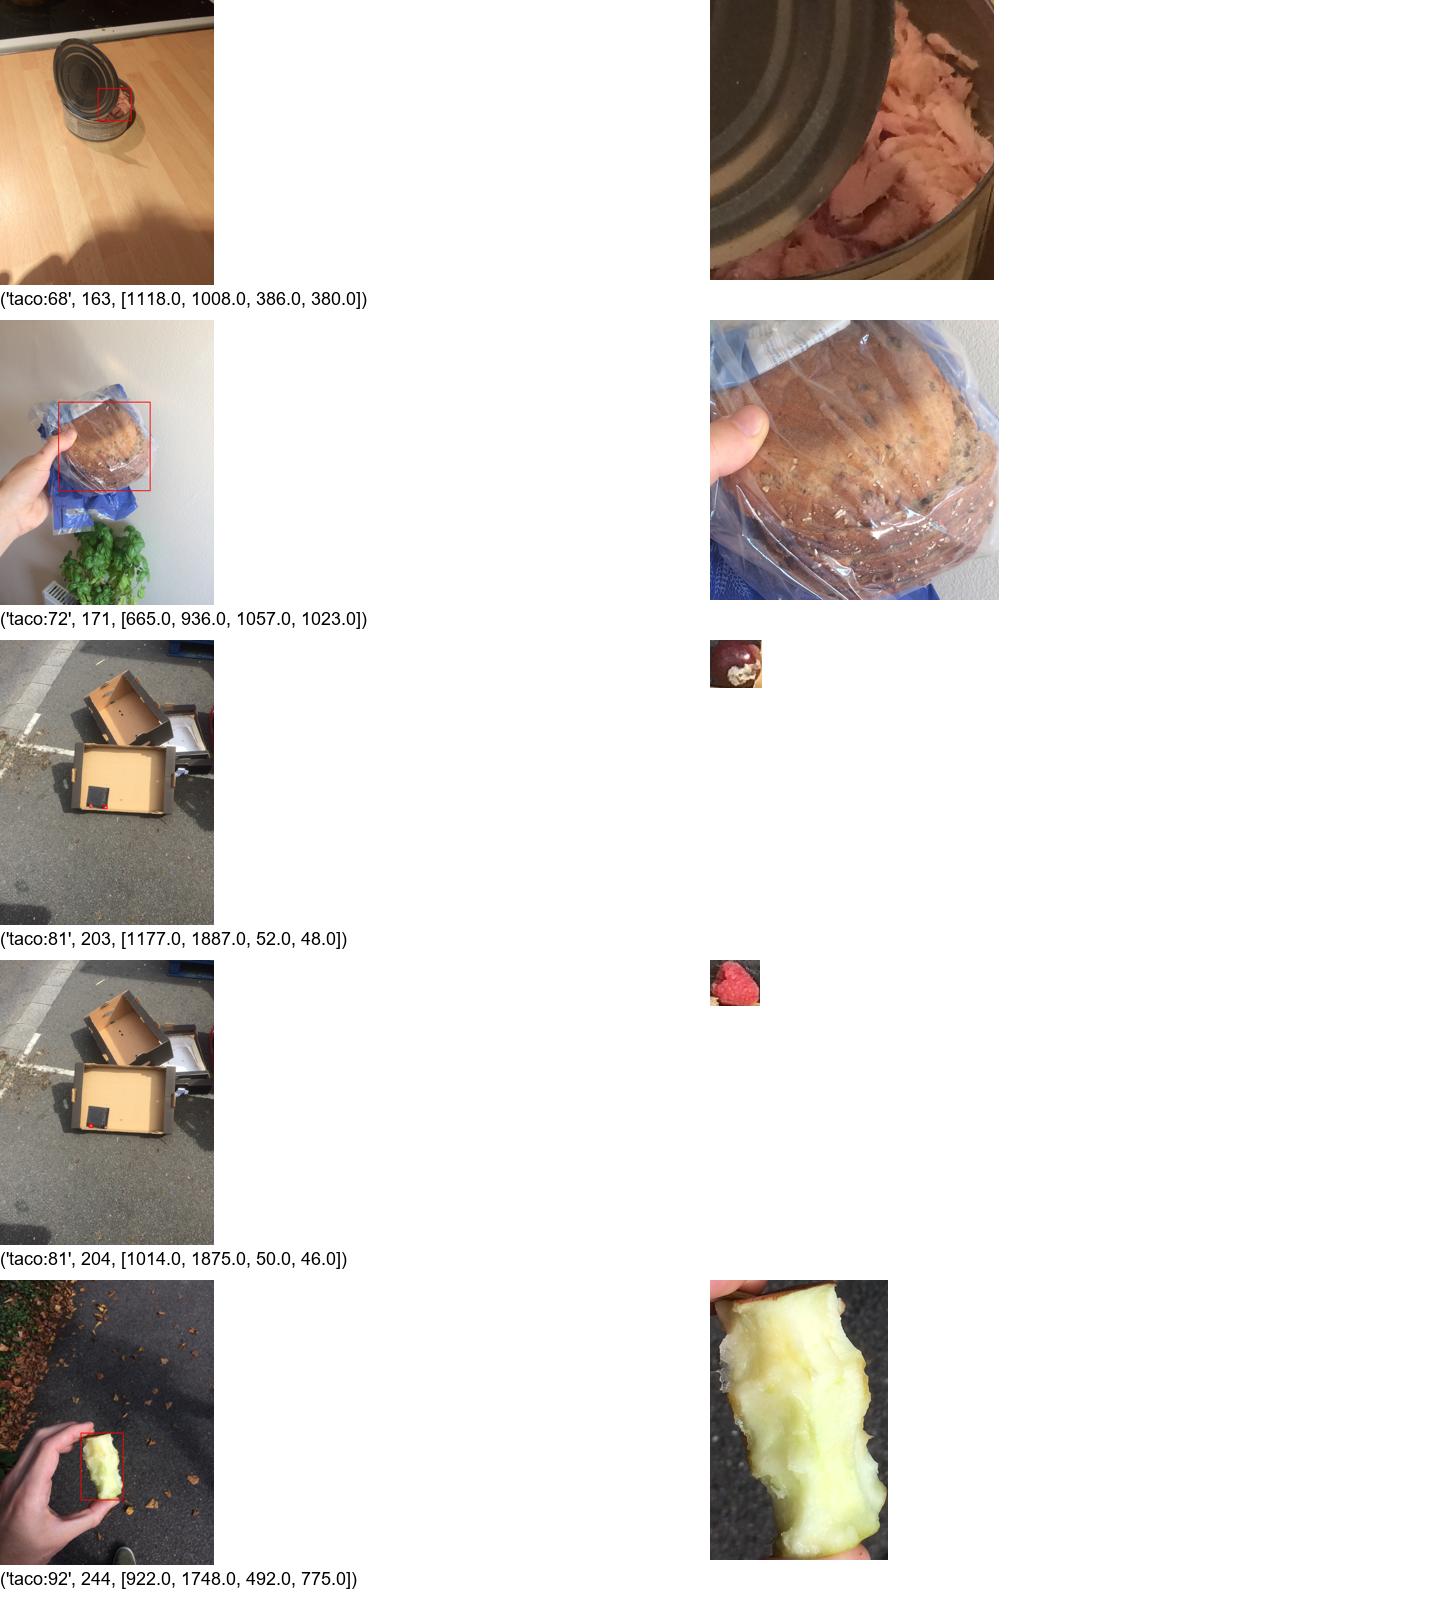 ('taco:68', 163, [1118.0, 1008.0, 386.0, 380.0])
('taco:72', 171, [665.0, 936.0, 1057.0, 1023.0])
('taco:81', 203, [1177.0, 1887.0, 52.0, 48.0])
('taco:81', 204, [1014.0, 1875.0, 50.0, 46.0])
('taco:92', 244, [922.0, 1748.0, 492.0, 775.0])